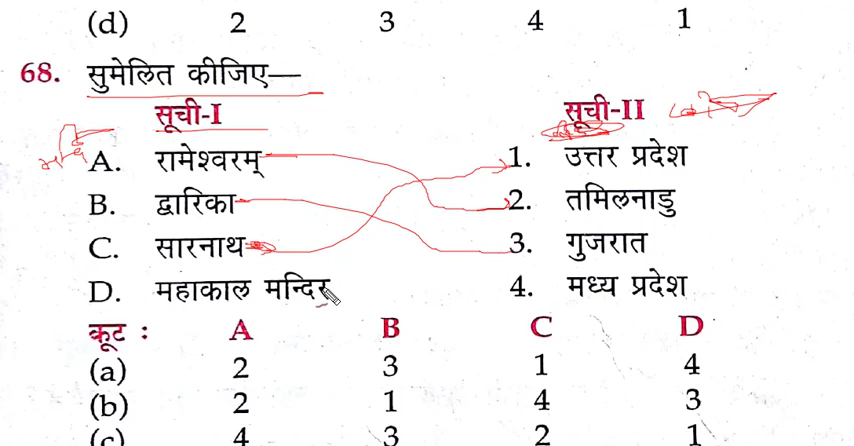 (d) 2 3 4 1
68. सुमेलित कीजिए—
सूची-I सूची-II
A. रामेश्वरम् 1. उत्तर प्रदेश
B. द्वारिका 2. तमिलनाडु
C. सारनाथ 3. गुजरात
D. महाकाल मन्दिर 4. मध्य प्रदेश
कूट : A B C D
(a) 2 3 1 4
(b) 2 1 4 3
(c) 4 3 2 1